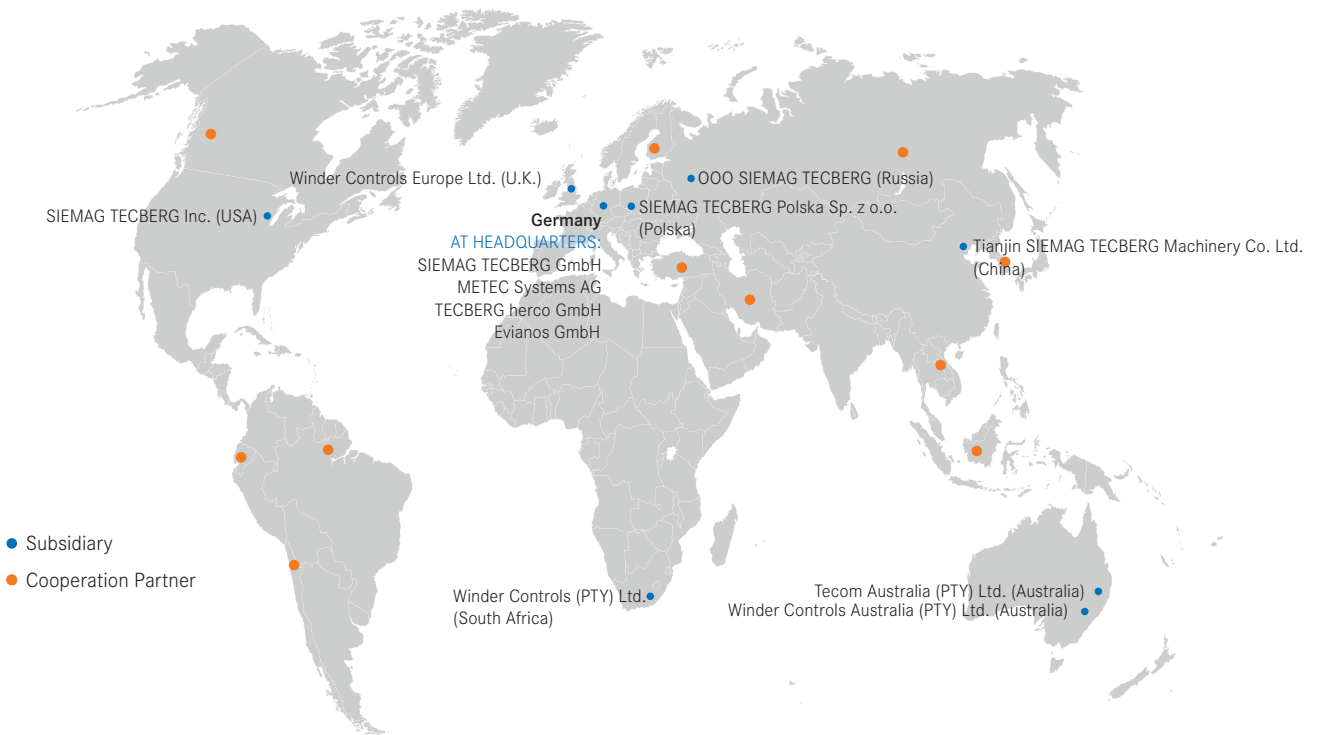 Winder Controls Europe Ltd. (U.K.)
OOO SIEMAG TECBERG (Russia)
SIEMAG TECBERG Inc. (USA)
SIEMAG TECBERG Polska Sp. z o.o.
(Polska)
Germany
AT HEADQUARTERS:
SIEMAG TECBERG GmbH
METEC Systems AG
TECBERG herco GmbH
Evianos GmbH
Tianjin SIEMAG TECBERG Machinery Co. Ltd.
(China)
Subsidiary
Cooperation Partner
Winder Controls (PTY) Ltd.
(South Africa)
Tecom Australia (PTY) Ltd. (Australia)
Winder Controls Australia (PTY) Ltd. (Australia)